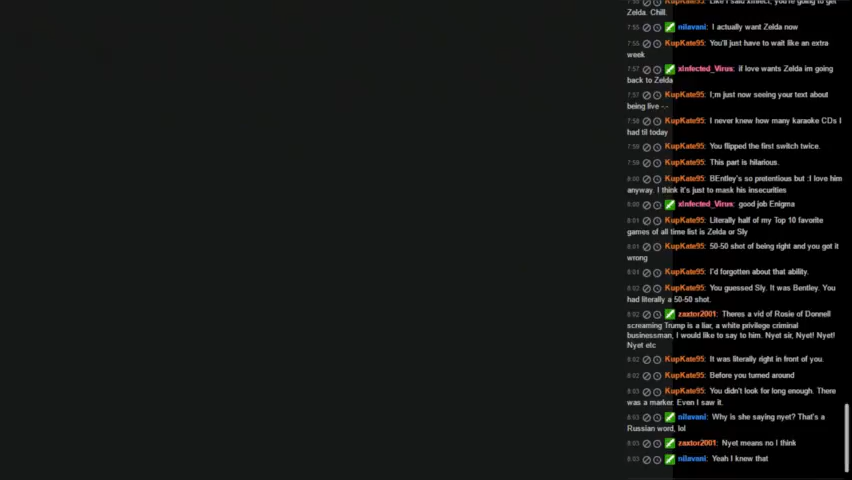 KupKate95: Like I said xInfect, you're going to get
Zelda. Chill.
7:55 nilavani: I actually want Zelda now
7:55 KupKate95: You'll just have to wait like an extra
week
7:57 xInfected_Virus: if love wants Zelda im going
back to Zelda
7:57 KupKate95: I;m just now seeing your text about
being live -.-
7:58 KupKate95: I never knew how many karaoke CDs I
had til today
7:59 KupKate95: You flipped the first switch twice.
7:59 KupKate95: This part is hilarious.
8:00 KupKate95: BEntley's so pretentious but :I love him
anyway. I think it's just to mask his insecurities
8:00 xInfected_Virus: good job Enigma
8:01 KupKate95: Literally half of my Top 10 favorite
games of all time list is Zelda or Sly
8:01 KupKate95: 50-50 shot of being right and you got it
wrong
8:01 KupKate95: I'd forgotten about that ability.
8:02 KupKate95: You guessed Sly. It was Bentley. You
had literally a 50-50 shot.
8:02 zaxtor2001: Theres a vid of Rosie of Donnell
screaming Trump is a liar, a white privilege criminal
businessman, I would like to say to him. Nyet sir, Nyet! Nyet!
Nyet etc
8:02 KupKate95: It was literally right in front of you.
8:02 KupKate95: Before you turned around
8:03 KupKate95: You didn't look for long enough. There
was a marker. Even I saw it.
8:03 nilavani: Why is she saying nyet? That's a
Russian word, lol
8:03 zaxtor2001: Nyet means no I think
8:03 nilavani: Yeah I knew that